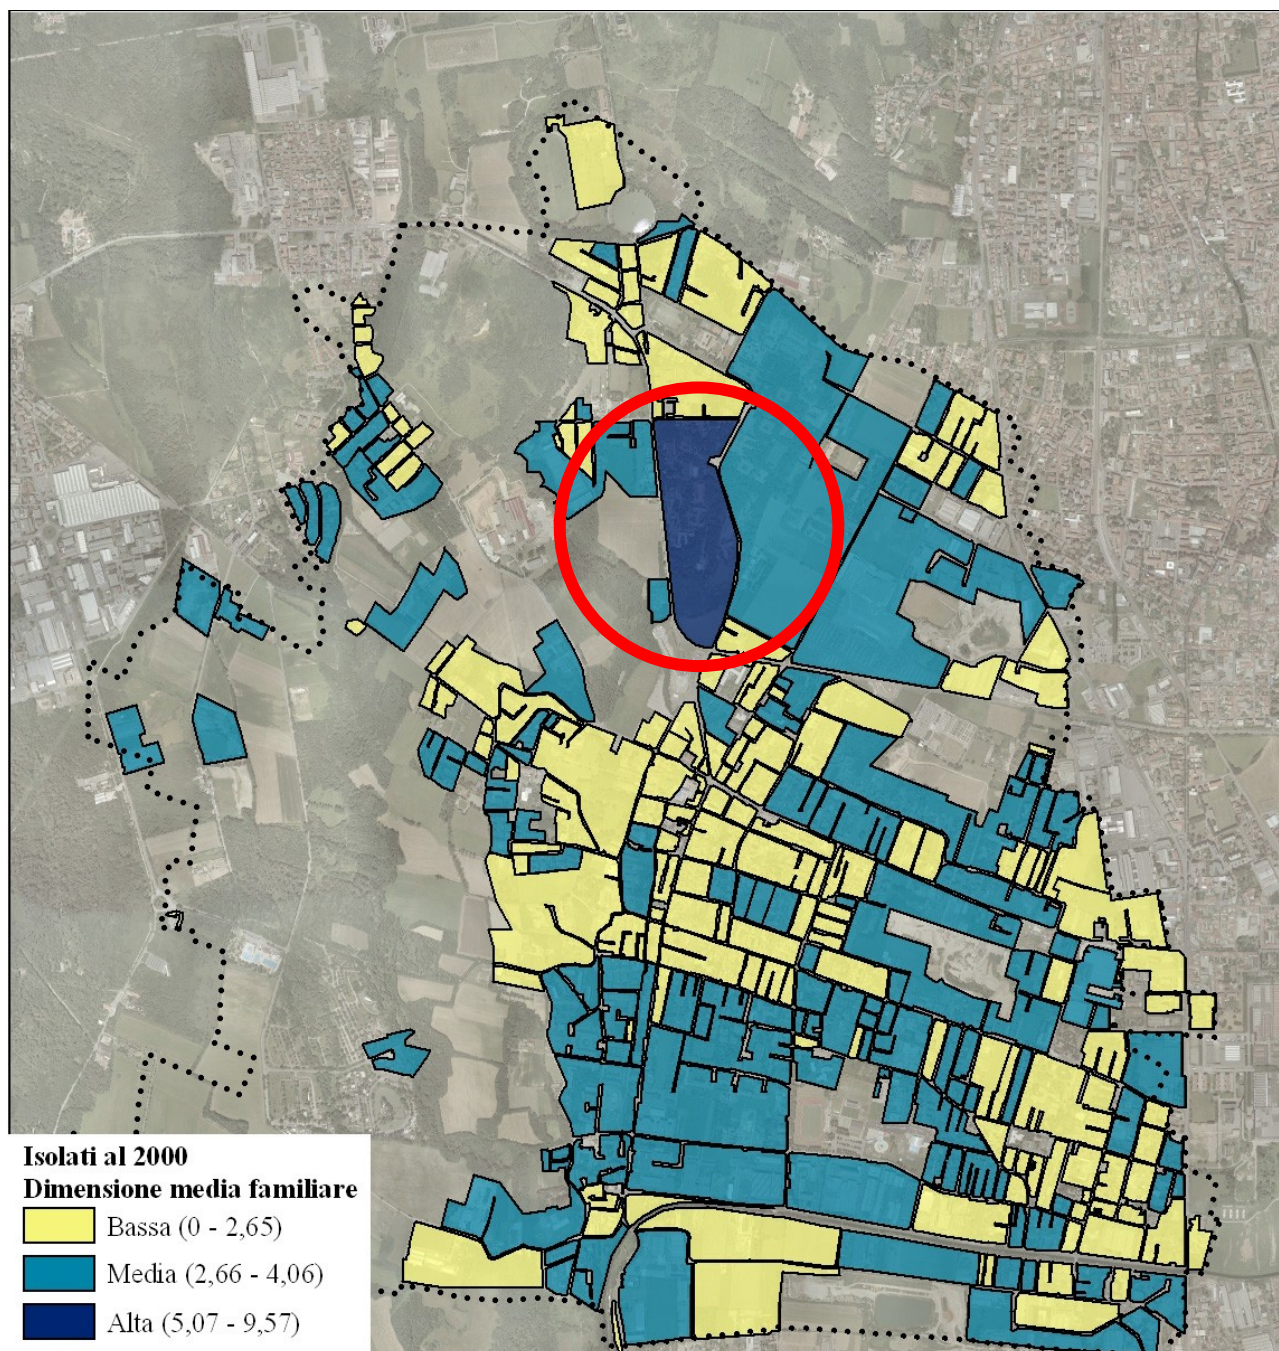 Isolati al 2000
Dimensione media familiare
Bassa (0 - 2,65)
Media (2,66 - 4,06)
Alta (5,07 - 9,57)